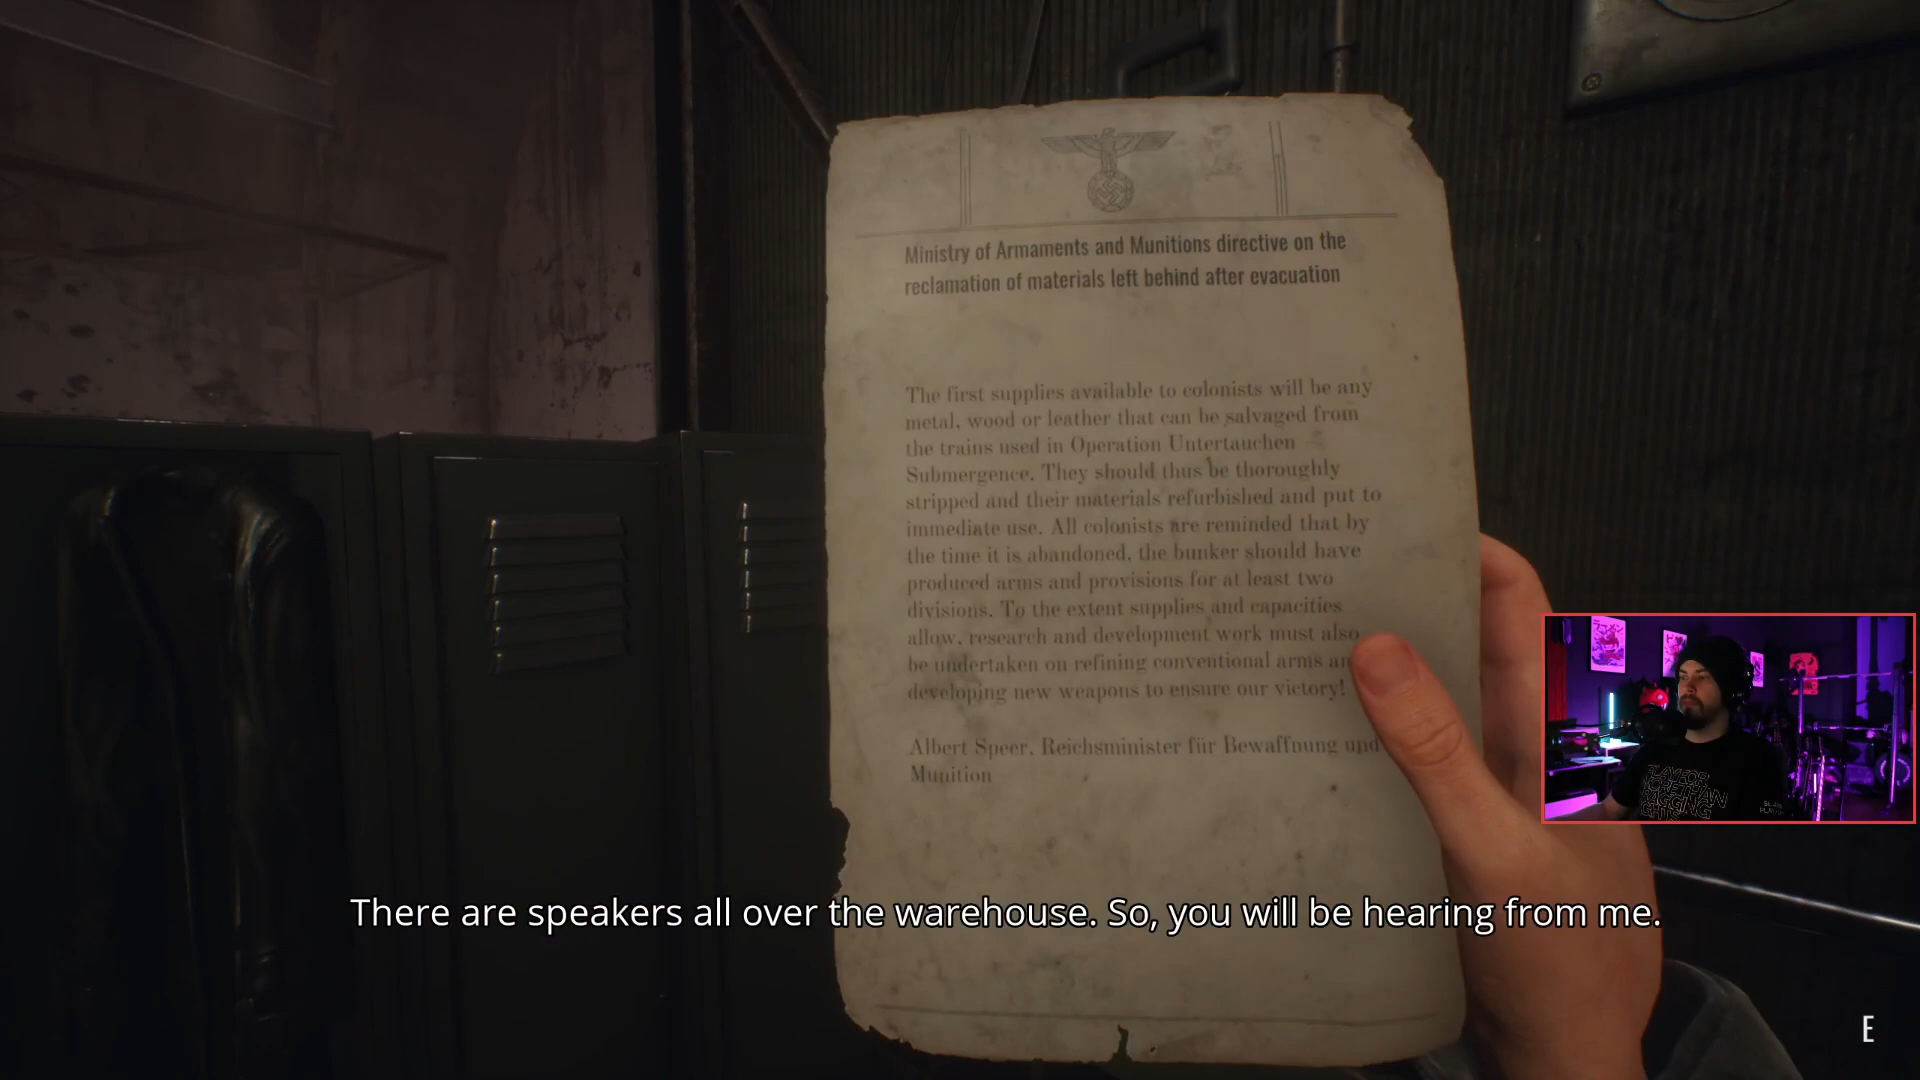 Ministry of Armaments and Munitions directive on the
reclamation of materials left behind after evacuation
The first supplies available to colonists will be any
metal, wood or leather that can be salvaged from
the trains used in Operation Untertauchen
Submergence. They should thus be thoroughly
stripped and their materials refurbished and put to
immediate use. All colonists are reminded that by
the time it is abandoned, the bunker should have
produced arms and provisions for at least two
divisions. To the extent supplies and capacities
allow, research and development work must also
be undertaken on refining conventional arms an
developing new weapons to ensure our victory!
Albert Speer, Reichsminister für Bewaffnung und
Munition
There are speakers all over the warehouse. So, you will be hearing from me.
PLAY FOR
MORE THAN
BAGGING
E